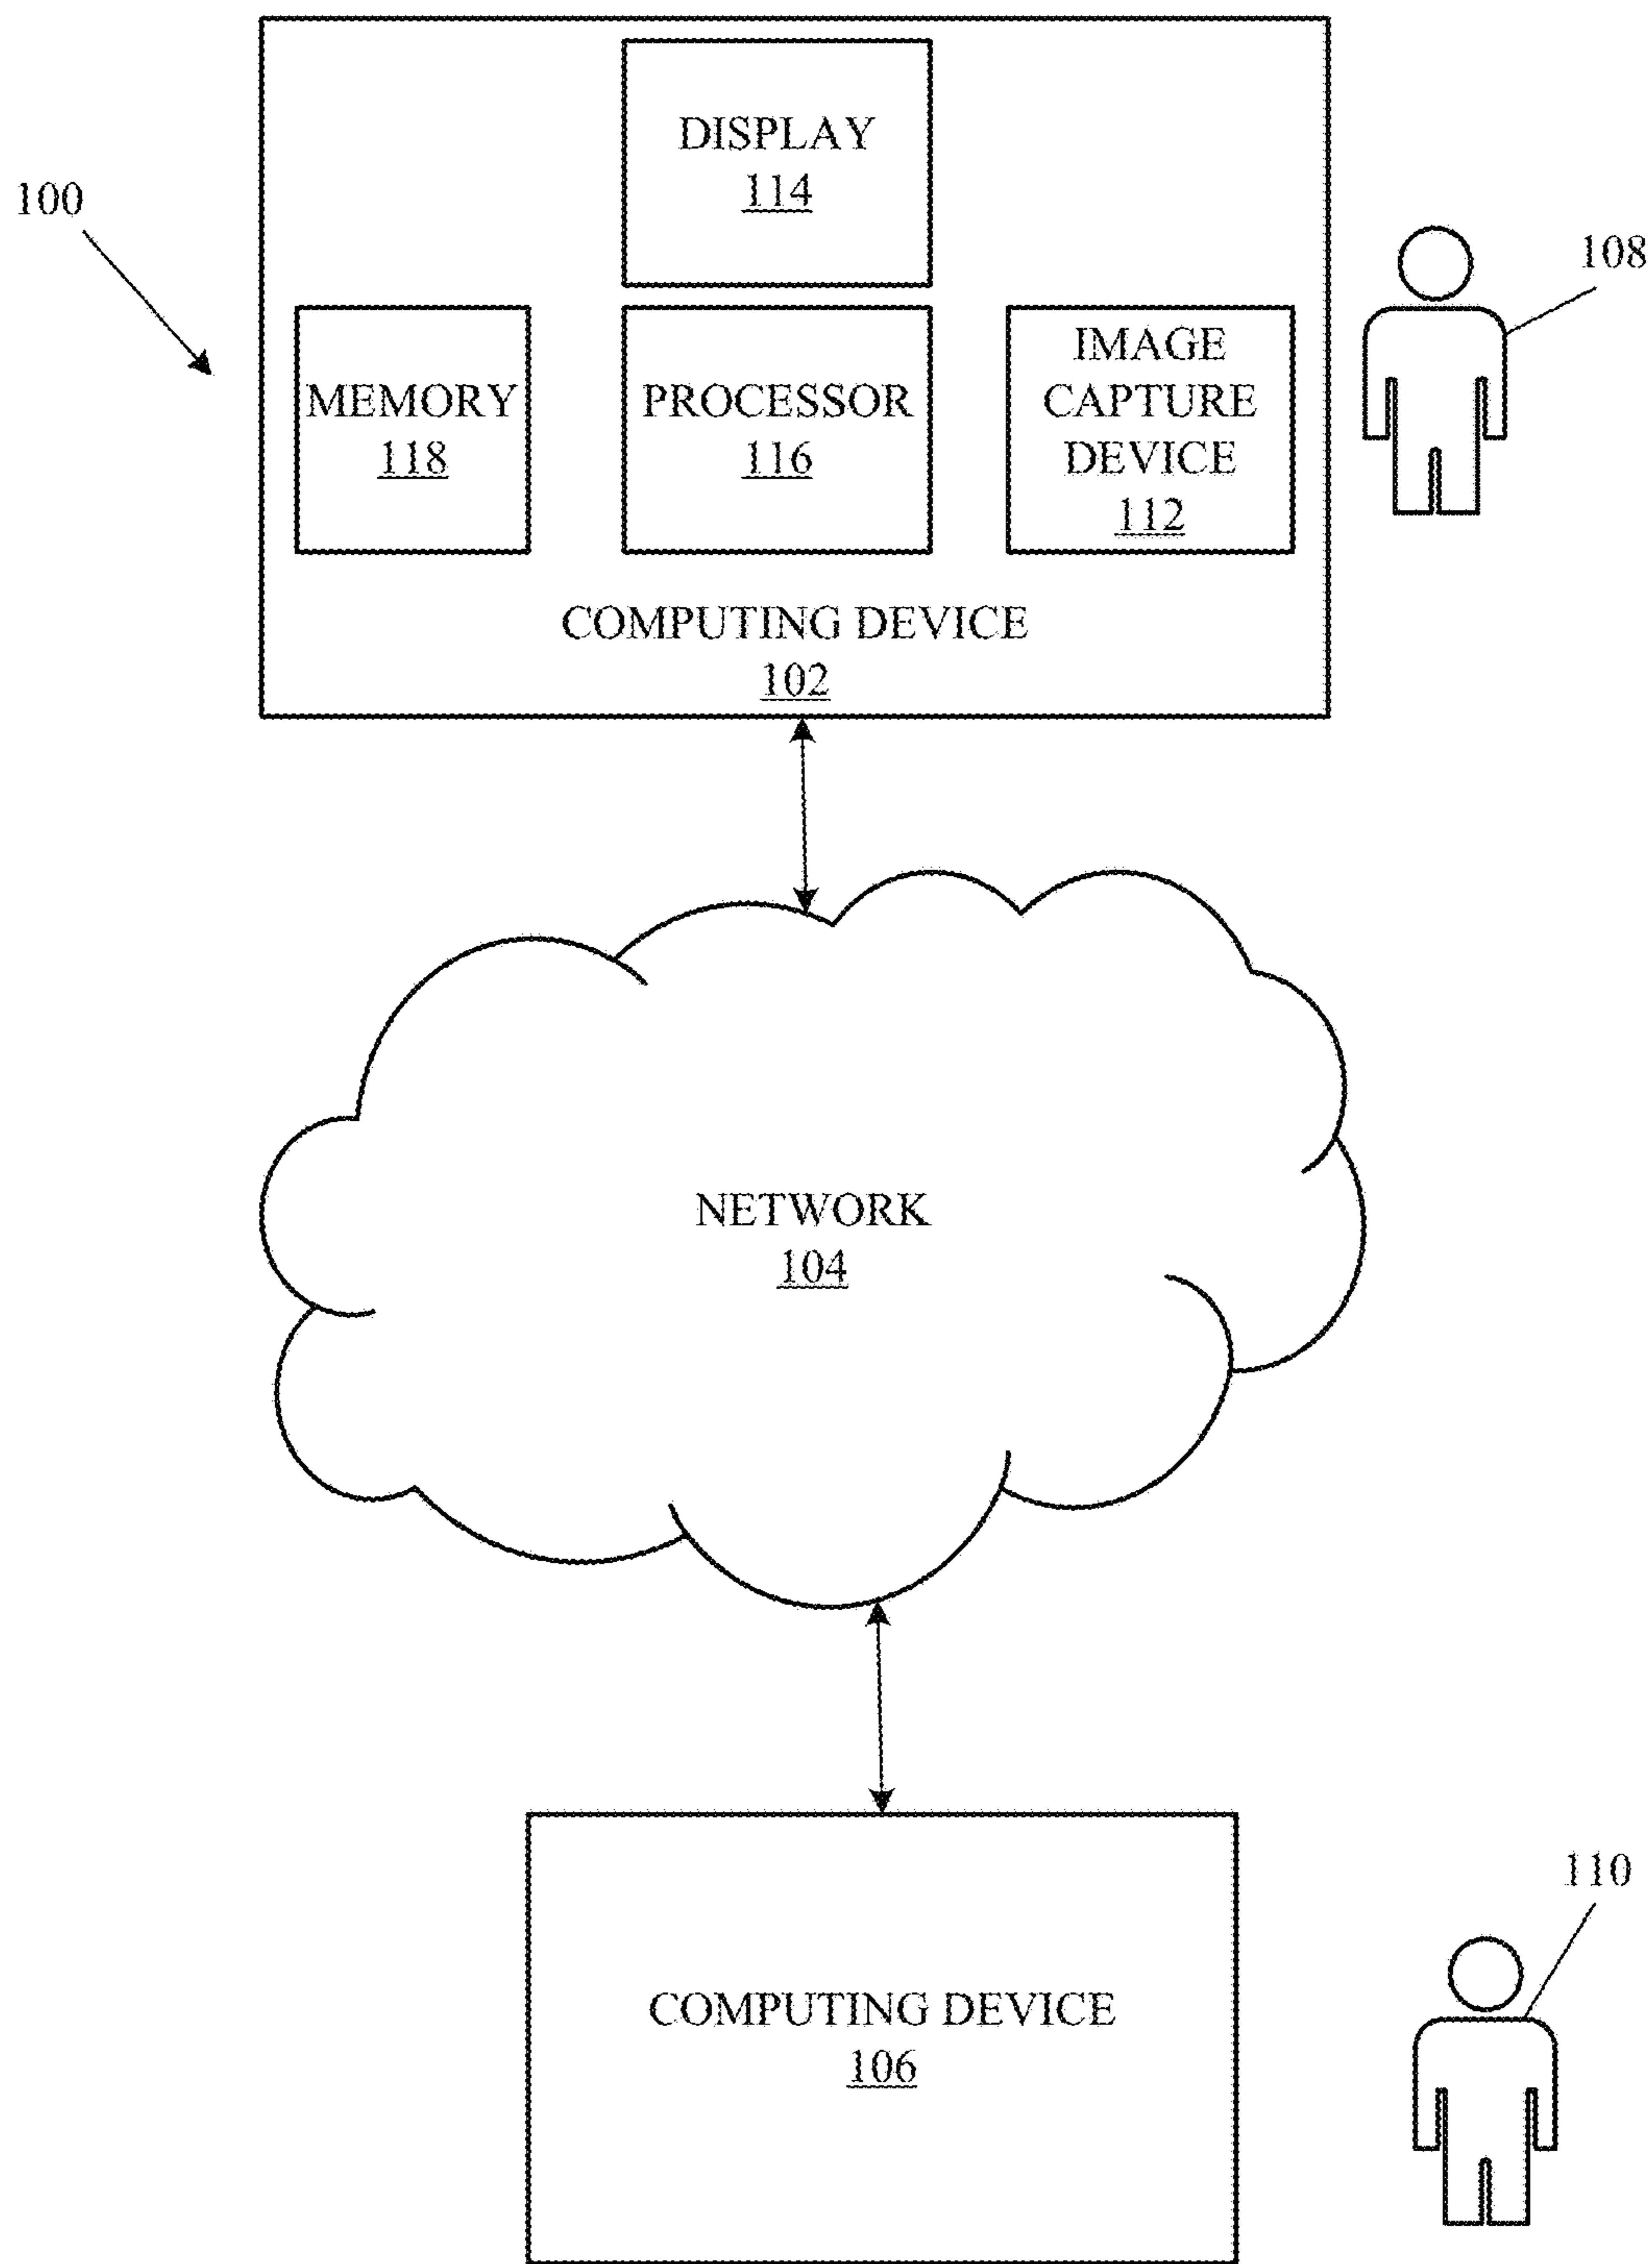 DISPLAY
114
100
108
MEMORY
118
PROCESSOR
116
IMAGE
CAPTURE
DEVICE
112
COMPUTING DEVICE
102
NETWORK
104
110
COMPUTING DEVICE
106